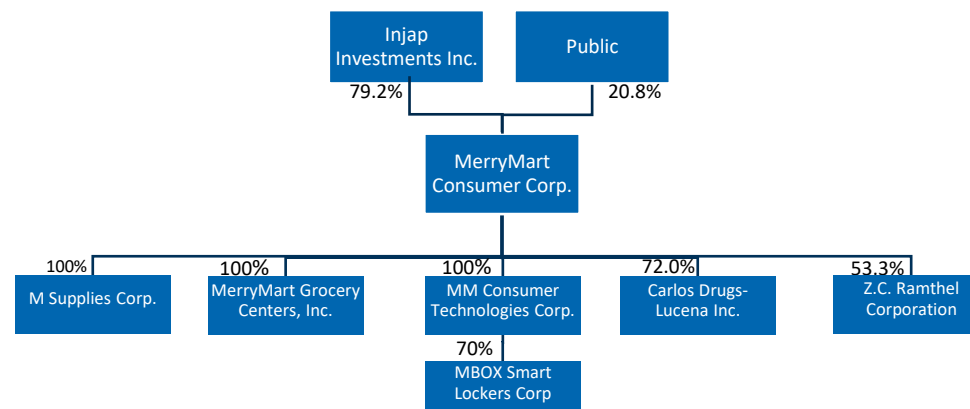 Injap
Investments Inc.
Public
79.2%
20.8%
MerryMart
Consumer Corp.
100%
100%
100%
72.0%
53.3%
M Supplies Corp.
MerryMart Grocery
Centers, Inc.
MM Consumer
Technologies Corp.
Carlos Drugs-
Lucena Inc.
Z.C. Ramthel
Corporation
70%
MBOX Smart
Lockers Corp